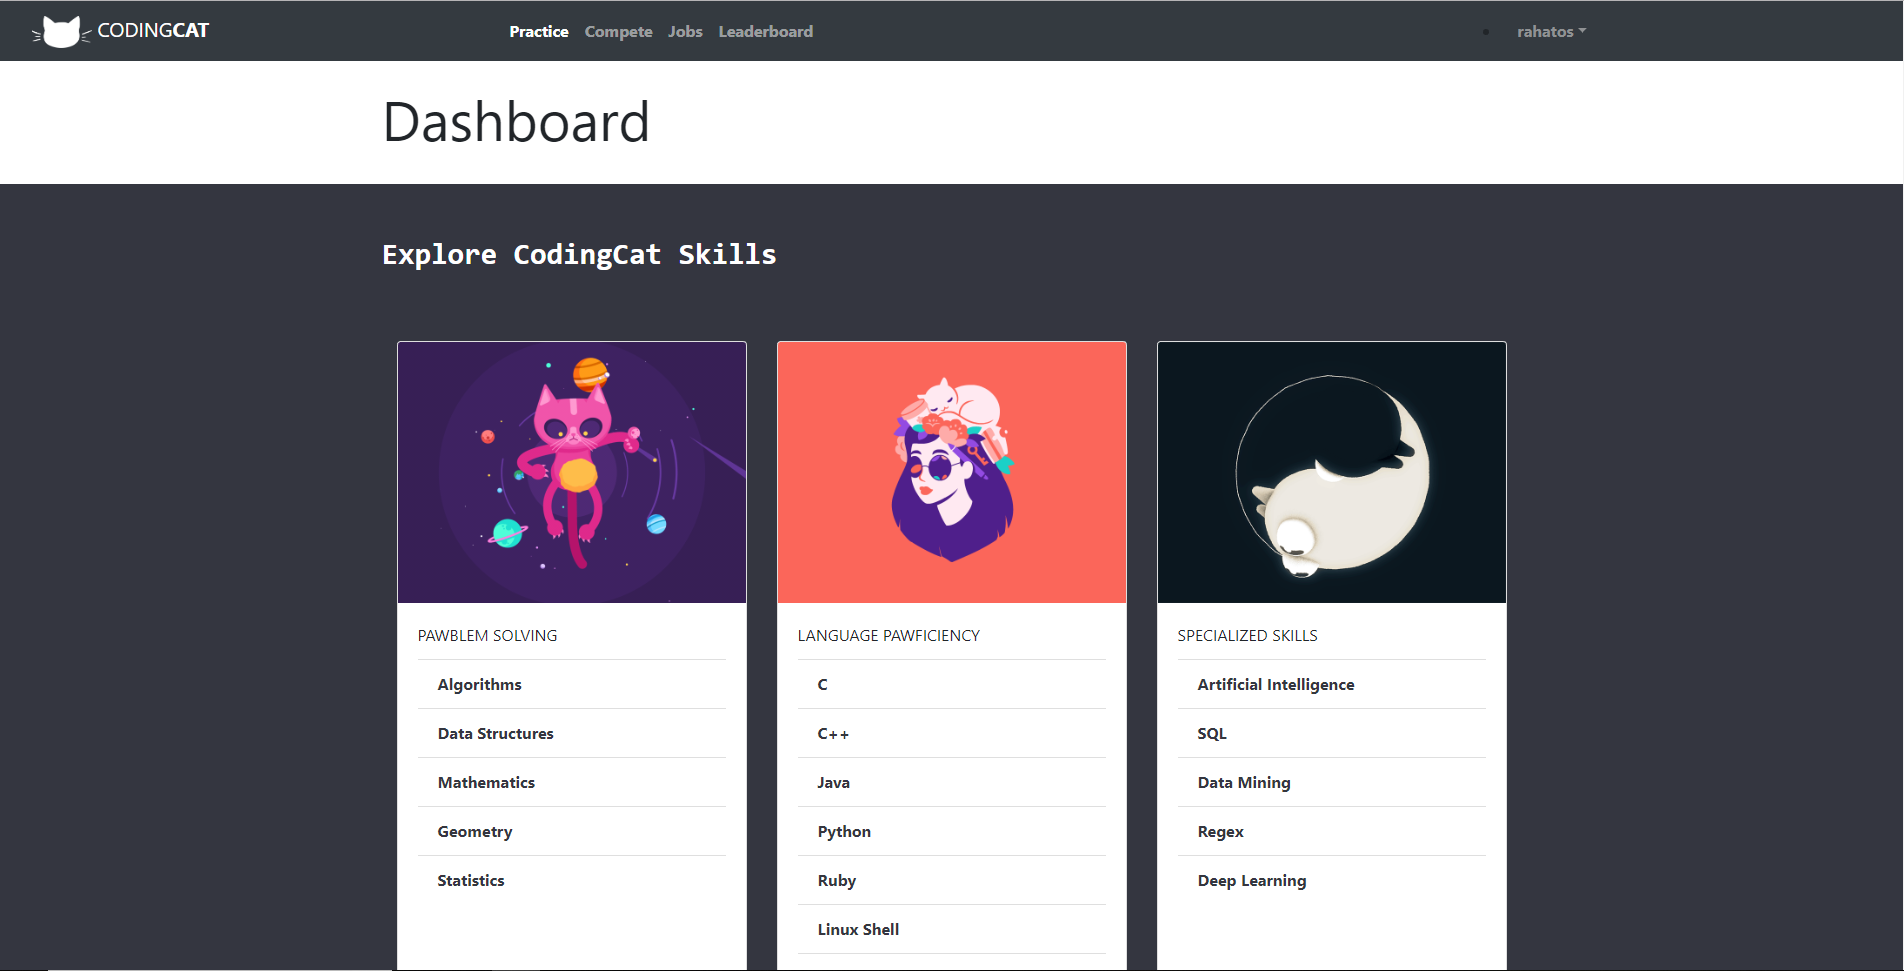 CODINGCAT
Practice Compete Jobs Leaderboard
rahatos
Dashboard
Explore CodingCat Skills
PAWBLEM SOLVING
Algorithms
Data Structures
Mathematics
Geometry
Statistics
LANGUAGE PAWFICIENCY
C
C++
Java
Python
Ruby
Linux Shell
SPECIALIZED SKILLS
Artificial Intelligence
SQL
Data Mining
Regex
Deep Learning